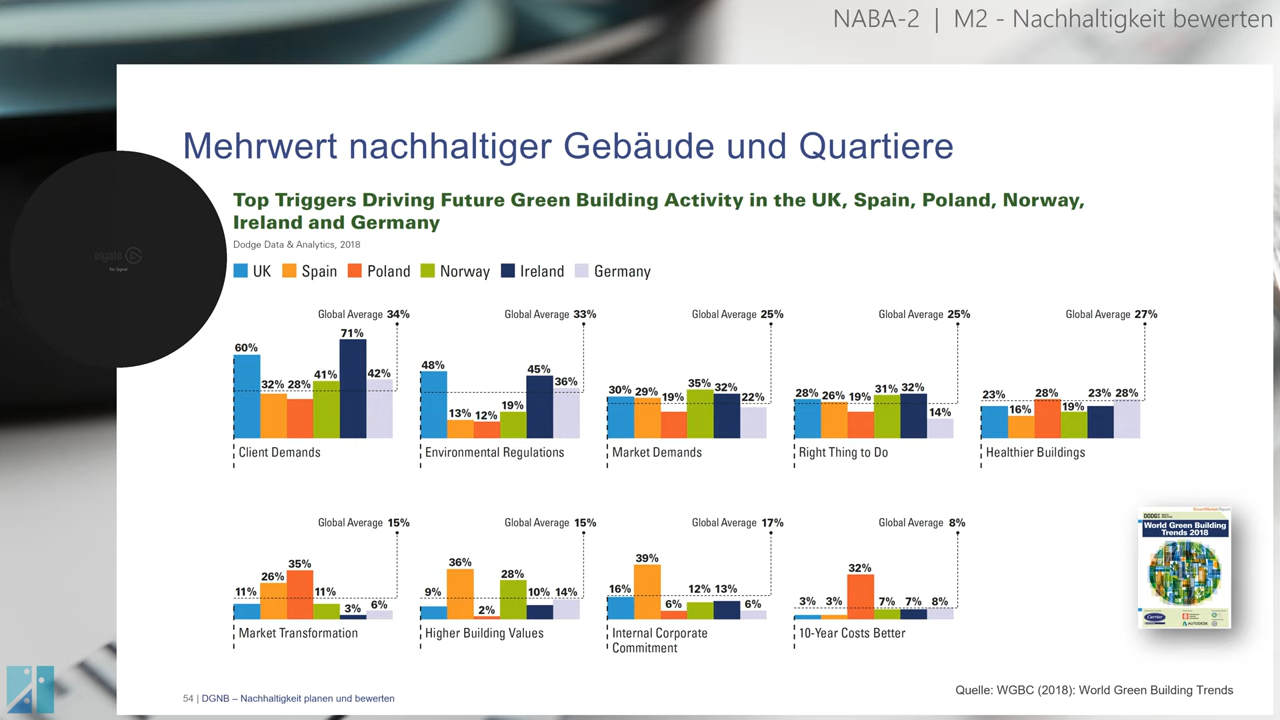 NABA-2 | M2 - Nachhaltigkeit bewerten
Mehrwert nachhaltiger Gebäude und Quartiere
Top Triggers Driving Future Green Building Activity in the UK, Spain, Poland, Norway,
Ireland and Germany
Dodge Data & Analytics, 2018
elgato
UK Spain Poland Norway Ireland Germany
Global Average 34%
60% 32% 28% 41% 71% 42%
Client Demands
Global Average 33%
48% 13% 12% 19% 45% 36%
Environmental Regulations
Global Average 25%
30% 29% 19% 35% 32% 22%
Market Demands
Global Average 25%
28% 26% 19% 31% 32% 14%
Right Thing to Do
Global Average 27%
23% 16% 28% 19% 23% 28%
Healthier Buildings
Global Average 15%
11% 26% 35% 11% 3% 6%
Market Transformation
Global Average 15%
9% 36% 2% 28% 10% 14%
Higher Building Values
Global Average 17%
16% 39% 6% 12% 13% 6%
Internal Corporate
Commitment
Global Average 8%
3% 3% 32% 7% 7% 8%
10-Year Costs Better
SmartMarket Report
DODGE
World Green Building
Trends 2018
Carrier
AUTODESK
Quelle: WGBC (2018): World Green Building Trends
54 | DGNB – Nachhaltigkeit planen und bewerten